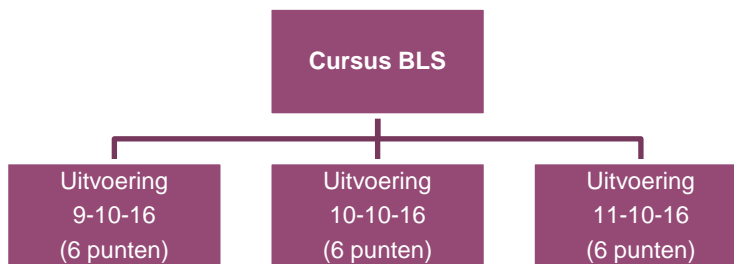 Cursus BLS
Uitvoering
9-10-16
(6 punten)
Uitvoering
10-10-16
(6 punten)
Uitvoering
11-10-16
(6 punten)